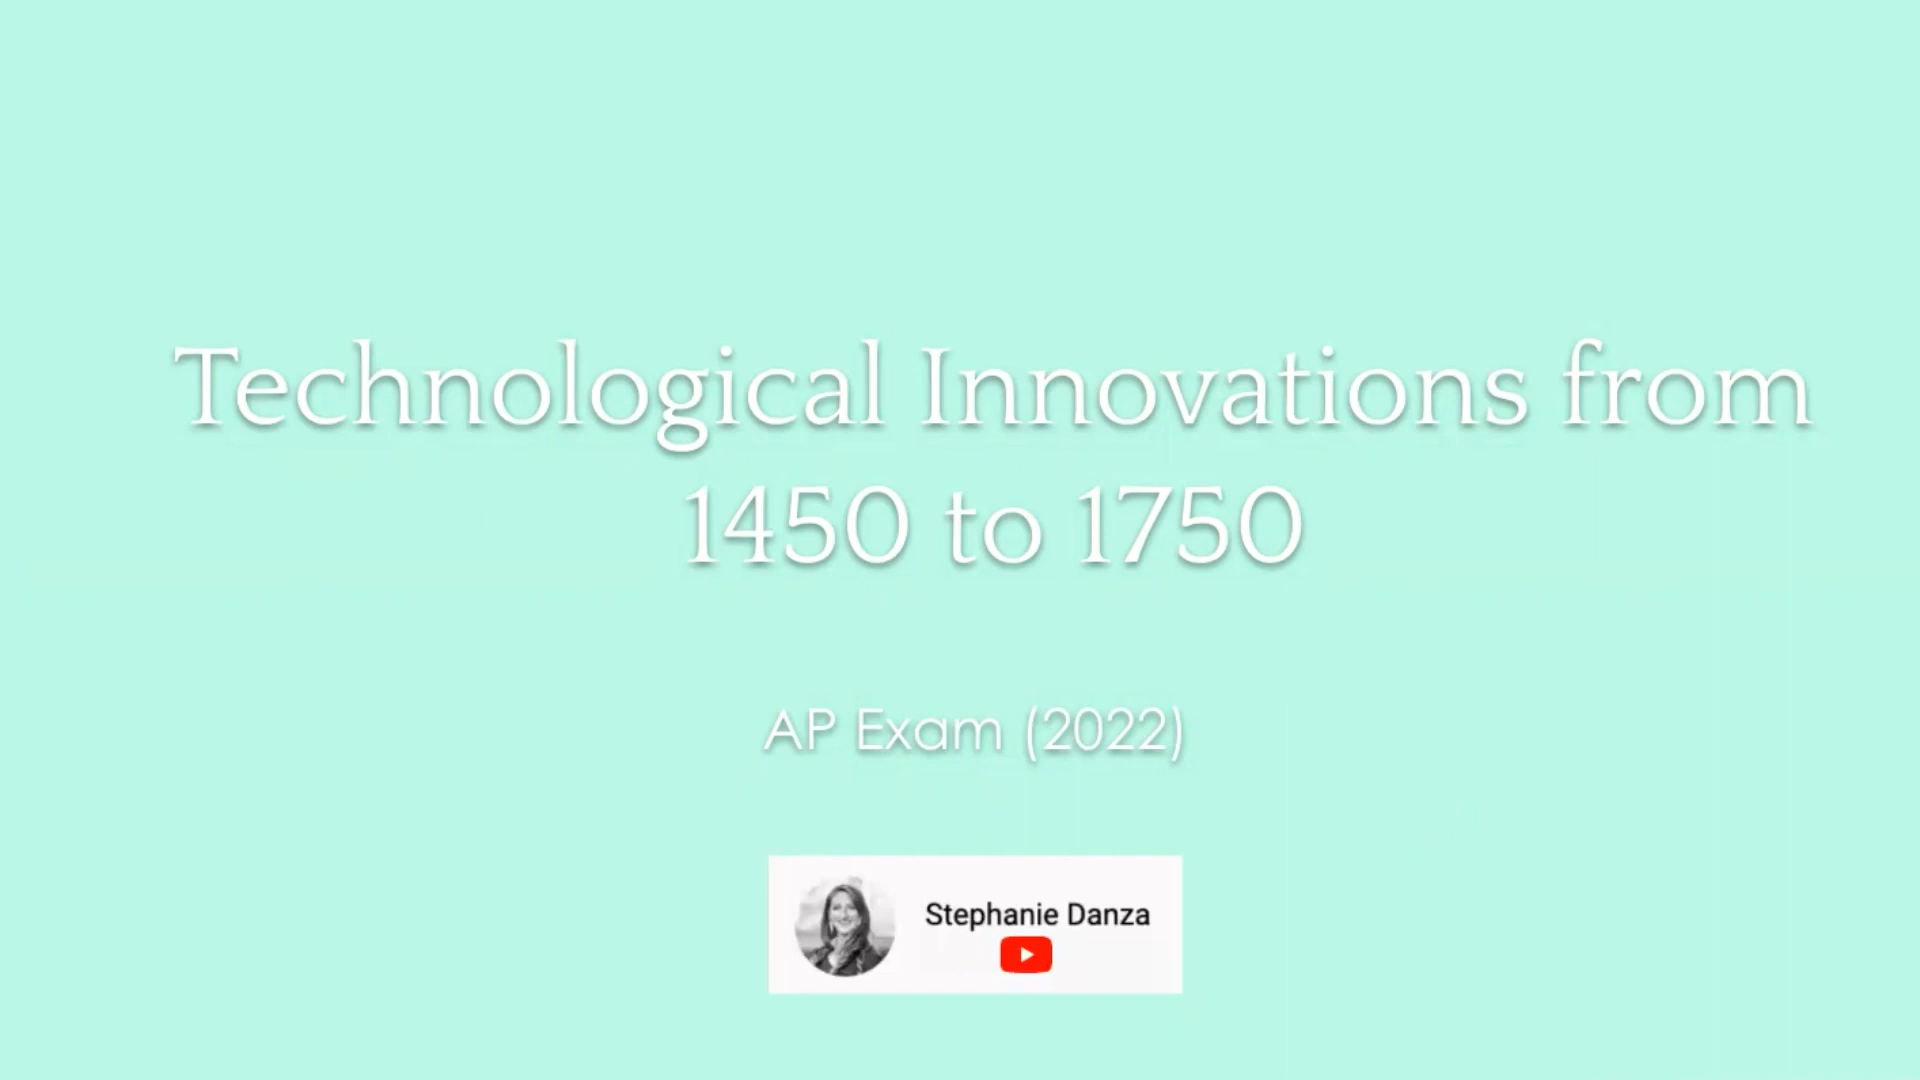 Technological Innovations from
1450 to 1750
AP Exam (2022)
Stephanie Danza